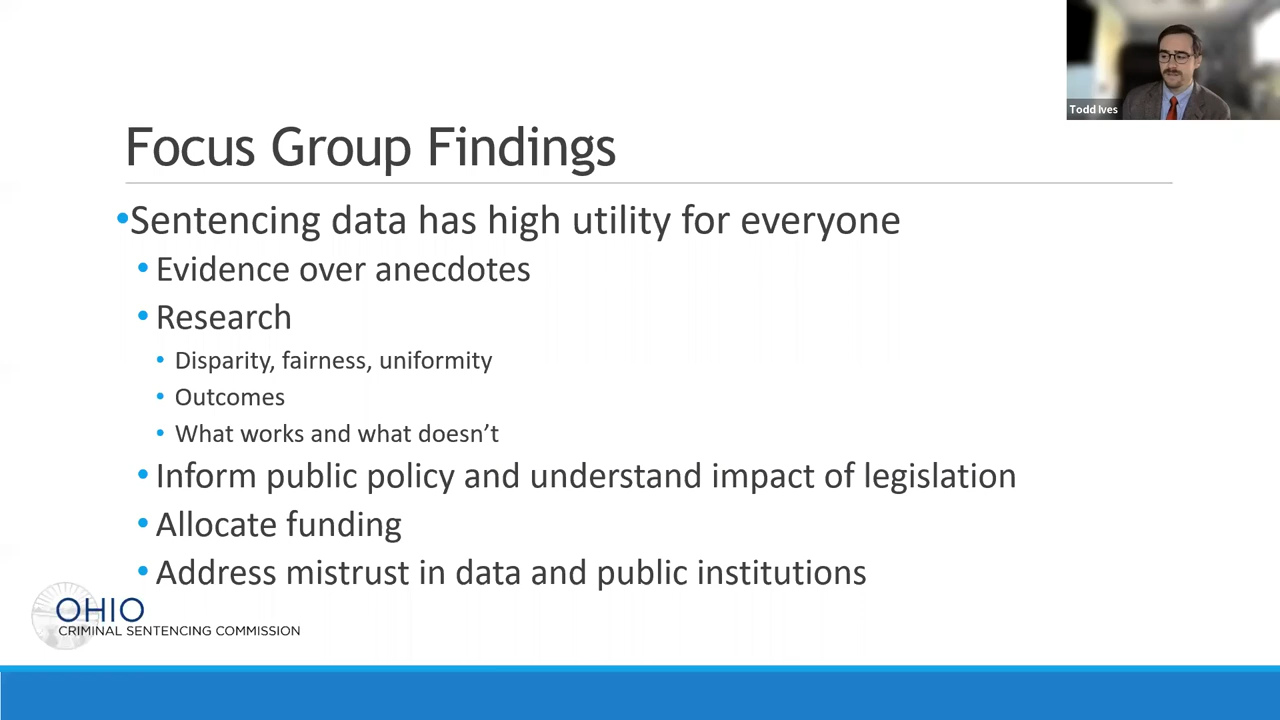 Todd Ives
Focus Group Findings
•Sentencing data has high utility for everyone
• Evidence over anecdotes
• Research
• Disparity, fairness, uniformity
• Outcomes
• What works and what doesn’t
• Inform public policy and understand impact of legislation
• Allocate funding
• Address mistrust in data and public institutions
OHIO
CRIMINAL SENTENCING COMMISSION